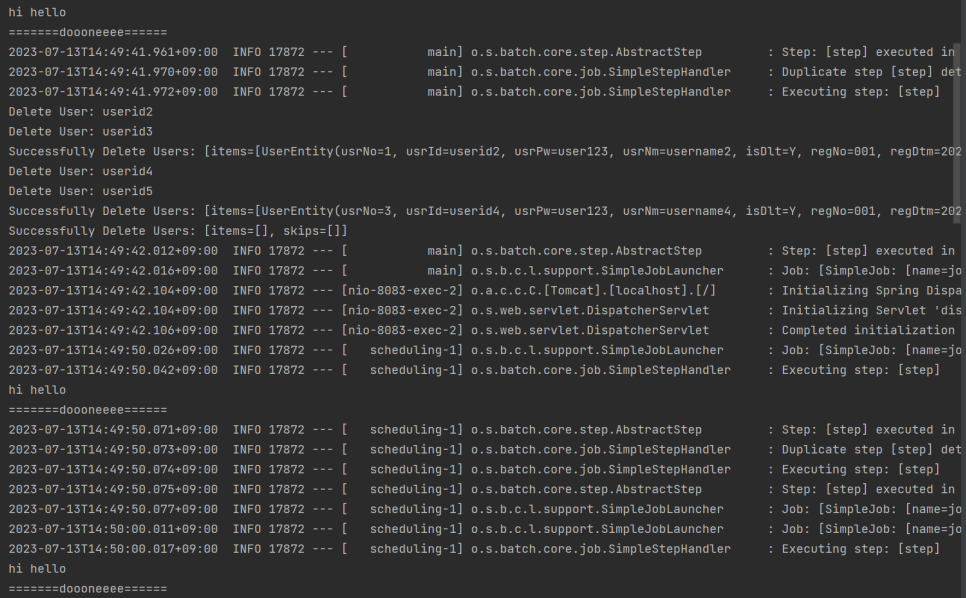 hi hello
=======doooneeee======
2023-07-13T14:49:41.961+09:00  INFO 17872 --- [           main] o.s.batch.core.step.AbstractStep         : Step: [step] executed in
2023-07-13T14:49:41.970+09:00  INFO 17872 --- [           main] o.s.batch.core.job.SimpleStepHandler     : Duplicate step [step] det
2023-07-13T14:49:41.972+09:00  INFO 17872 --- [           main] o.s.batch.core.job.SimpleStepHandler     : Executing step: [step]
Delete User: userid2
Delete User: userid3
Successfully Delete Users: [items=[UserEntity(usrNo=1, usrId=userid2, usrPw=user123, usrNm=username2, isDlt=Y, regNo=001, regDtm=202
Delete User: userid4
Delete User: userid5
Successfully Delete Users: [items=[UserEntity(usrNo=3, usrId=userid4, usrPw=user123, usrNm=username4, isDlt=Y, regNo=001, regDtm=202
Successfully Delete Users: [items=[], skips=[]]
2023-07-13T14:49:42.012+09:00  INFO 17872 --- [           main] o.s.batch.core.step.AbstractStep         : Step: [step] executed in
2023-07-13T14:49:42.016+09:00  INFO 17872 --- [           main] o.s.b.c.l.support.SimpleJobLauncher      : Job: [SimpleJob: [name=jo
2023-07-13T14:49:42.104+09:00  INFO 17872 --- [nio-8083-exec-2] o.a.c.c.C.[Tomcat].[localhost].[/]       : Initializing Spring Dispa
2023-07-13T14:49:42.104+09:00  INFO 17872 --- [nio-8083-exec-2] o.s.web.servlet.DispatcherServlet        : Initializing Servlet 'dis
2023-07-13T14:49:42.106+09:00  INFO 17872 --- [nio-8083-exec-2] o.s.web.servlet.DispatcherServlet        : Completed initialization
2023-07-13T14:49:50.026+09:00  INFO 17872 --- [   scheduling-1] o.s.b.c.l.support.SimpleJobLauncher      : Job: [SimpleJob: [name=jo
2023-07-13T14:49:50.042+09:00  INFO 17872 --- [   scheduling-1] o.s.batch.core.job.SimpleStepHandler     : Executing step: [step]
hi hello
=======doooneeee======
2023-07-13T14:49:50.071+09:00  INFO 17872 --- [   scheduling-1] o.s.batch.core.step.AbstractStep         : Step: [step] executed in
2023-07-13T14:49:50.073+09:00  INFO 17872 --- [   scheduling-1] o.s.batch.core.job.SimpleStepHandler     : Duplicate step [step] det
2023-07-13T14:49:50.074+09:00  INFO 17872 --- [   scheduling-1] o.s.batch.core.job.SimpleStepHandler     : Executing step: [step]
2023-07-13T14:49:50.075+09:00  INFO 17872 --- [   scheduling-1] o.s.batch.core.step.AbstractStep         : Step: [step] executed in
2023-07-13T14:49:50.077+09:00  INFO 17872 --- [   scheduling-1] o.s.b.c.l.support.SimpleJobLauncher      : Job: [SimpleJob: [name=jo
2023-07-13T14:50:00.011+09:00  INFO 17872 --- [   scheduling-1] o.s.b.c.l.support.SimpleJobLauncher      : Job: [SimpleJob: [name=jo
2023-07-13T14:50:00.017+09:00  INFO 17872 --- [   scheduling-1] o.s.batch.core.job.SimpleStepHandler     : Executing step: [step]
hi hello
=======doooneeee======